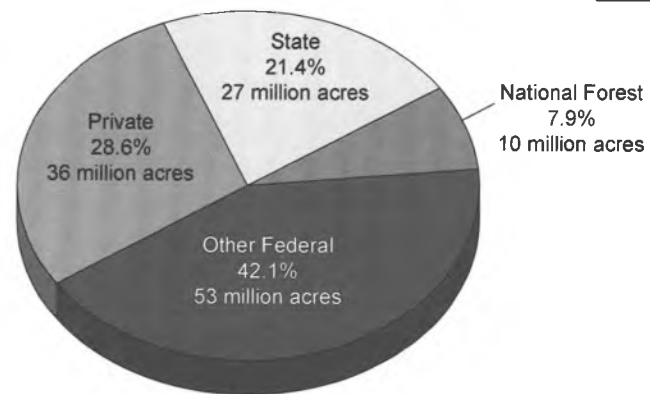 State
21.4%
27 million acres
National Forest
7.9%
10 million acres
Private
28.6%
36 million acres
Other Federal
42.1%
53 million acres